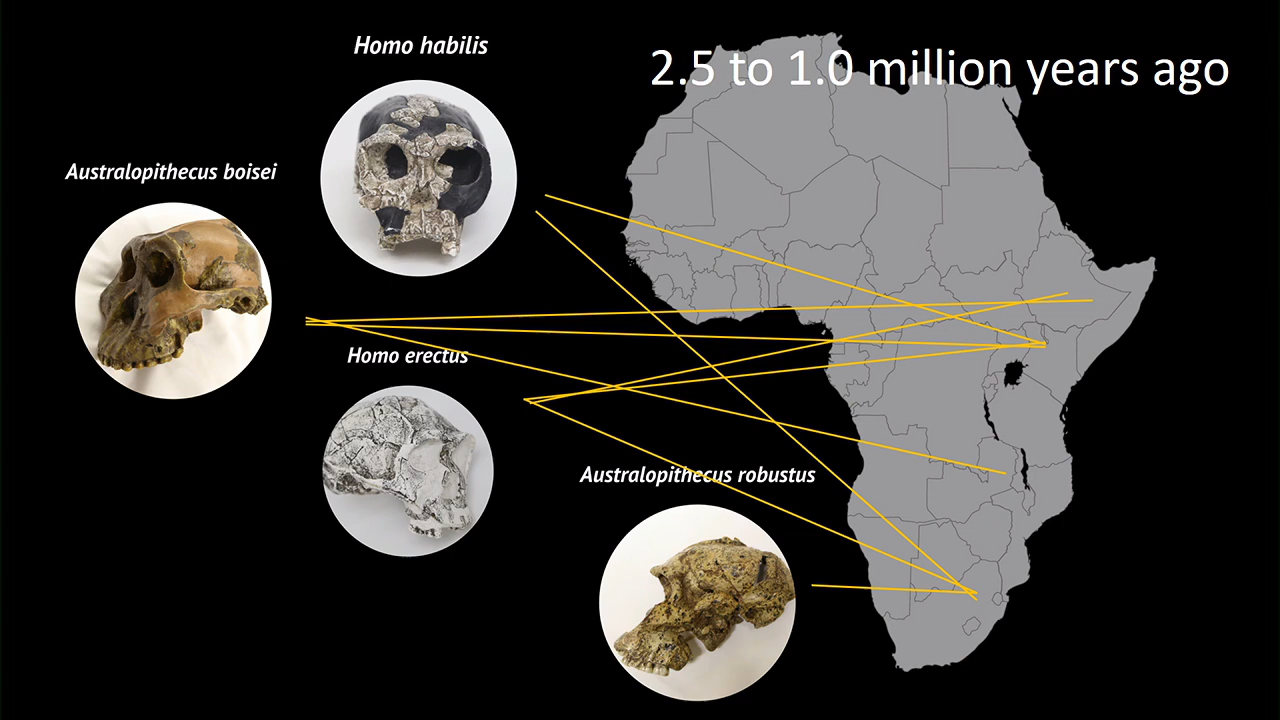 Homo habilis
2.5 to 1.0 million years ago
Australopithecus boisei
Homo erectus
Australopithecus robustus